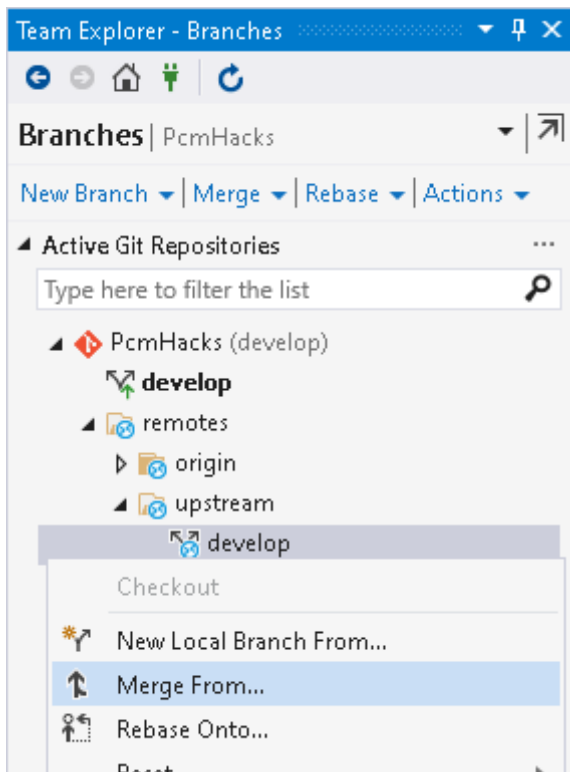 Team Explorer - Branches
Branches | PcmHacks
New Branch | Merge | Rebase | Actions
Active Git Repositories
Type here to filter the list
PcmHacks (develop)
develop
remotes
origin
upstream
develop
Checkout
New Local Branch From...
Merge From...
Rebase Onto...
Reset